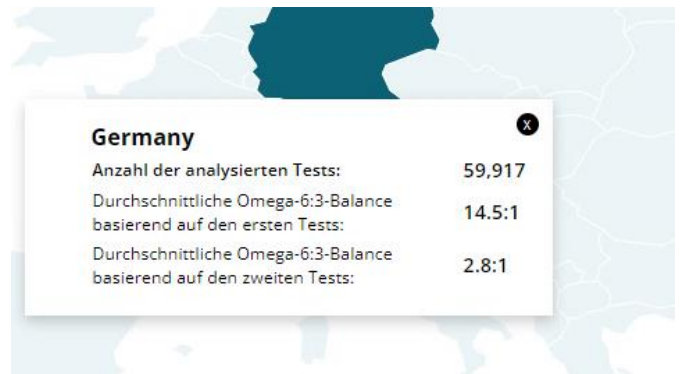 X
Germany
Anzahl der analysierten Tests: 59,917
Durchschnittliche Omega-6:3-Balance
basierend auf den ersten Tests: 14.5:1
Durchschnittliche Omega-6:3-Balance
basierend auf den zweiten Tests: 2.8:1